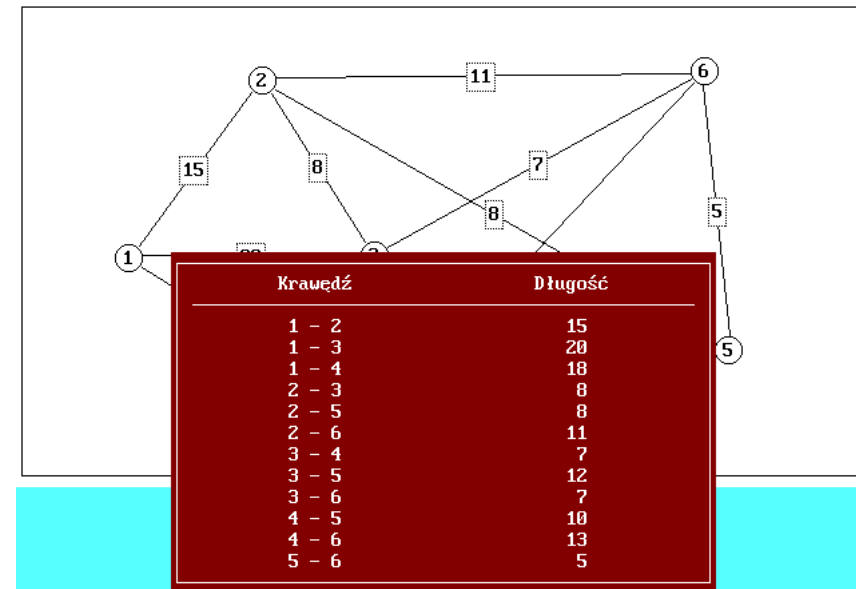 2
11
6
15
8
7
8
5
1
Krawędź Długość
1 - 2 15
1 - 3 20
1 - 4 18
2 - 3 8
2 - 5 8
2 - 6 11
3 - 4 7
3 - 5 12
3 - 6 7
4 - 5 10
4 - 6 13
5 - 6 5
5